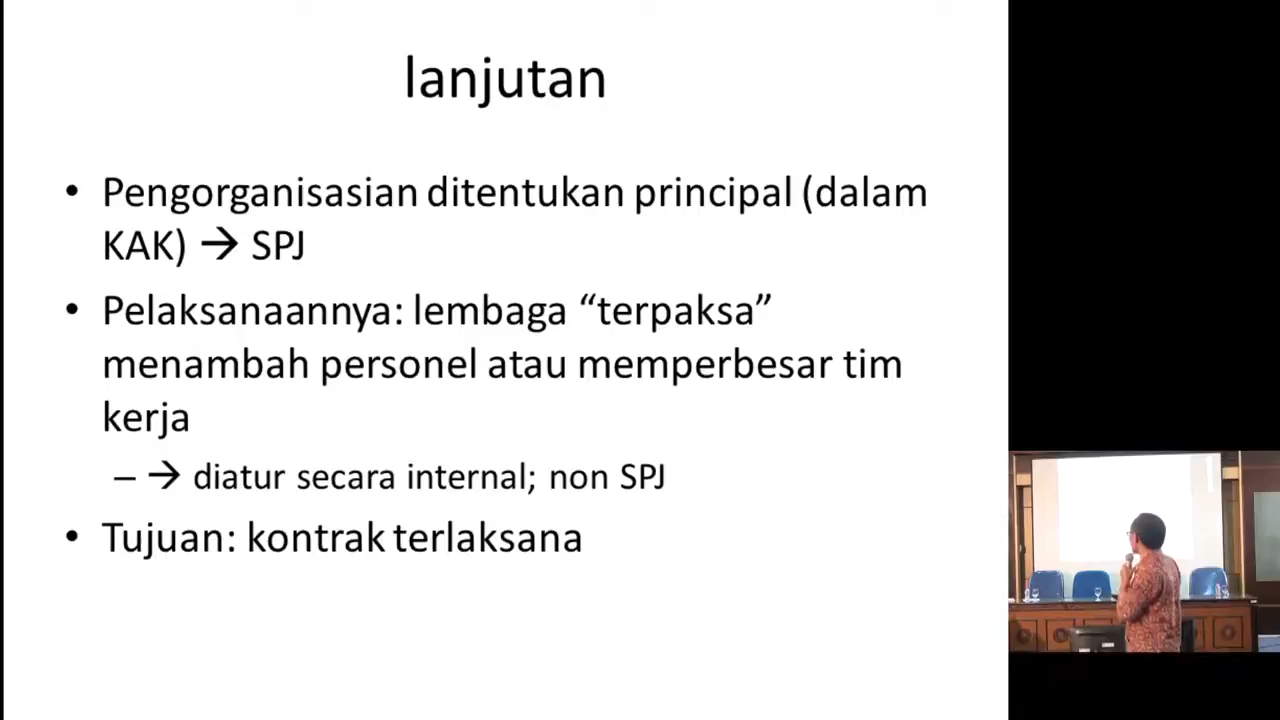 lanjutan
• Pengorganisasian ditentukan principal (dalam
KAK) → SPJ
• Pelaksanaannya: lembaga “terpaksa”
menambah personel atau memperbesar tim
kerja
– → diatur secara internal; non SPJ
• Tujuan: kontrak terlaksana